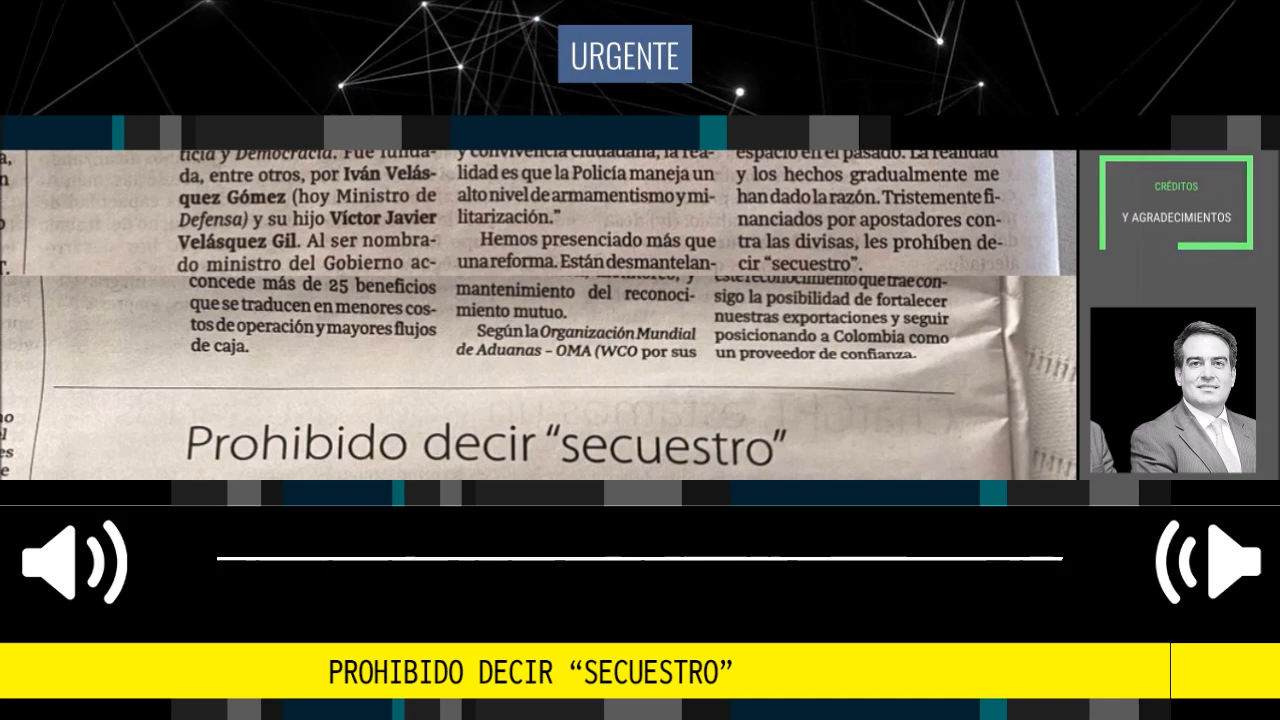 URGENTE
ticia y Democracia. Fue funda-
da, entre otros, por Iván Velás-
quez Gómez (hoy Ministro de
Defensa) y su hijo Víctor Javier
Velásquez Gil. Al ser nombra-
do ministro del Gobierno ac-
y convivencia ciudadana, la rea-
lidad es que la Policía maneja un
alto nivel de armamentismo y mi-
litarización.”
Hemos presenciado más que
una reforma. Están desmantelan-
espacio en el pasado. La realidad
y los hechos gradualmente me
han dado la razón. Tristemente fi-
nanciados por apostadores con-
tra las divisas, les prohíben de-
cir “secuestro”.
CRÉDITOS
Y AGRADECIMIENTOS
concede más de 25 beneficios
que se traducen en menores cos-
tos de operación y mayores flujos
de caja.
mantenimiento del reconoci-
miento mutuo.
Según la Organización Mundial
de Aduanas – OMA (WCO por sus
este reconocimiento que trae con-
sigo la posibilidad de fortalecer
nuestras exportaciones y seguir
posicionando a Colombia como
un proveedor de confianza.
Prohibido decir “secuestro”
PROHIBIDO DECIR “SECUESTRO”